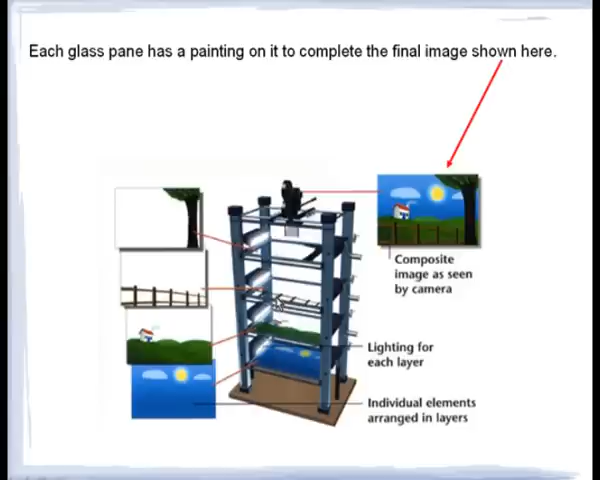 Each glass pane has a painting on it to complete the final image shown here.
Composite
image as seen
by camera
Lighting for
each layer
Individual elements
arranged in layers